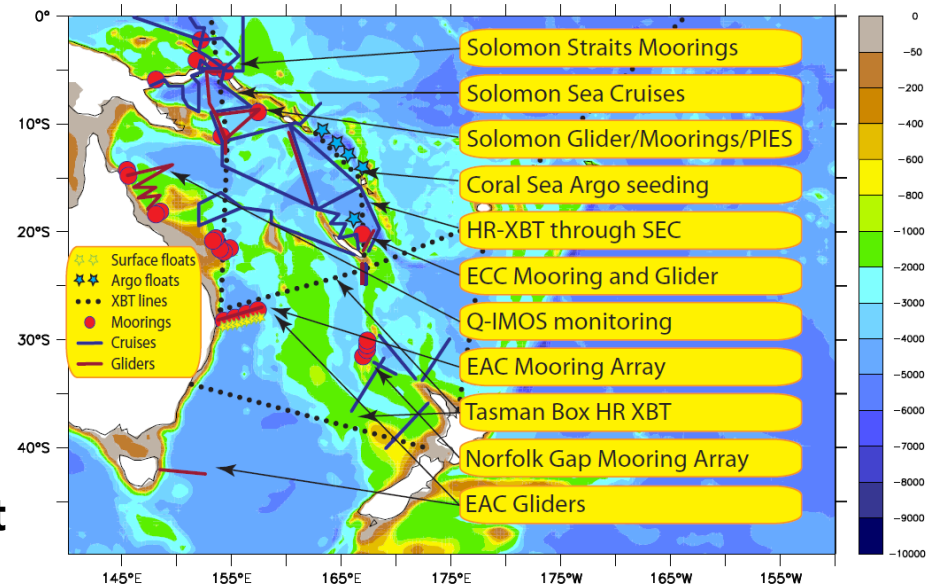 0°
10°S
20°S
30°S
40°S
145°E
155°E
165°E
175°E
175°W
165°W
155°W
Solomon Straits Moorings
Solomon Sea Cruises
Solomon Glider/Moorings/PIES
Coral Sea Argo seeding
HR-XBT through SEC
ECC Mooring and Glider
Q-IMOS monitoring
EAC Mooring Array
Tasman Box HR XBT
Norfolk Gap Mooring Array
EAC Gliders
Surface floats
Argo floats
XBT lines
Moorings
Cruises
Gliders
t
0
−50
−200
−400
−600
−800
−1000
−2000
−3000
−4000
−5000
−6000
−7000
−8000
−9000
−10000